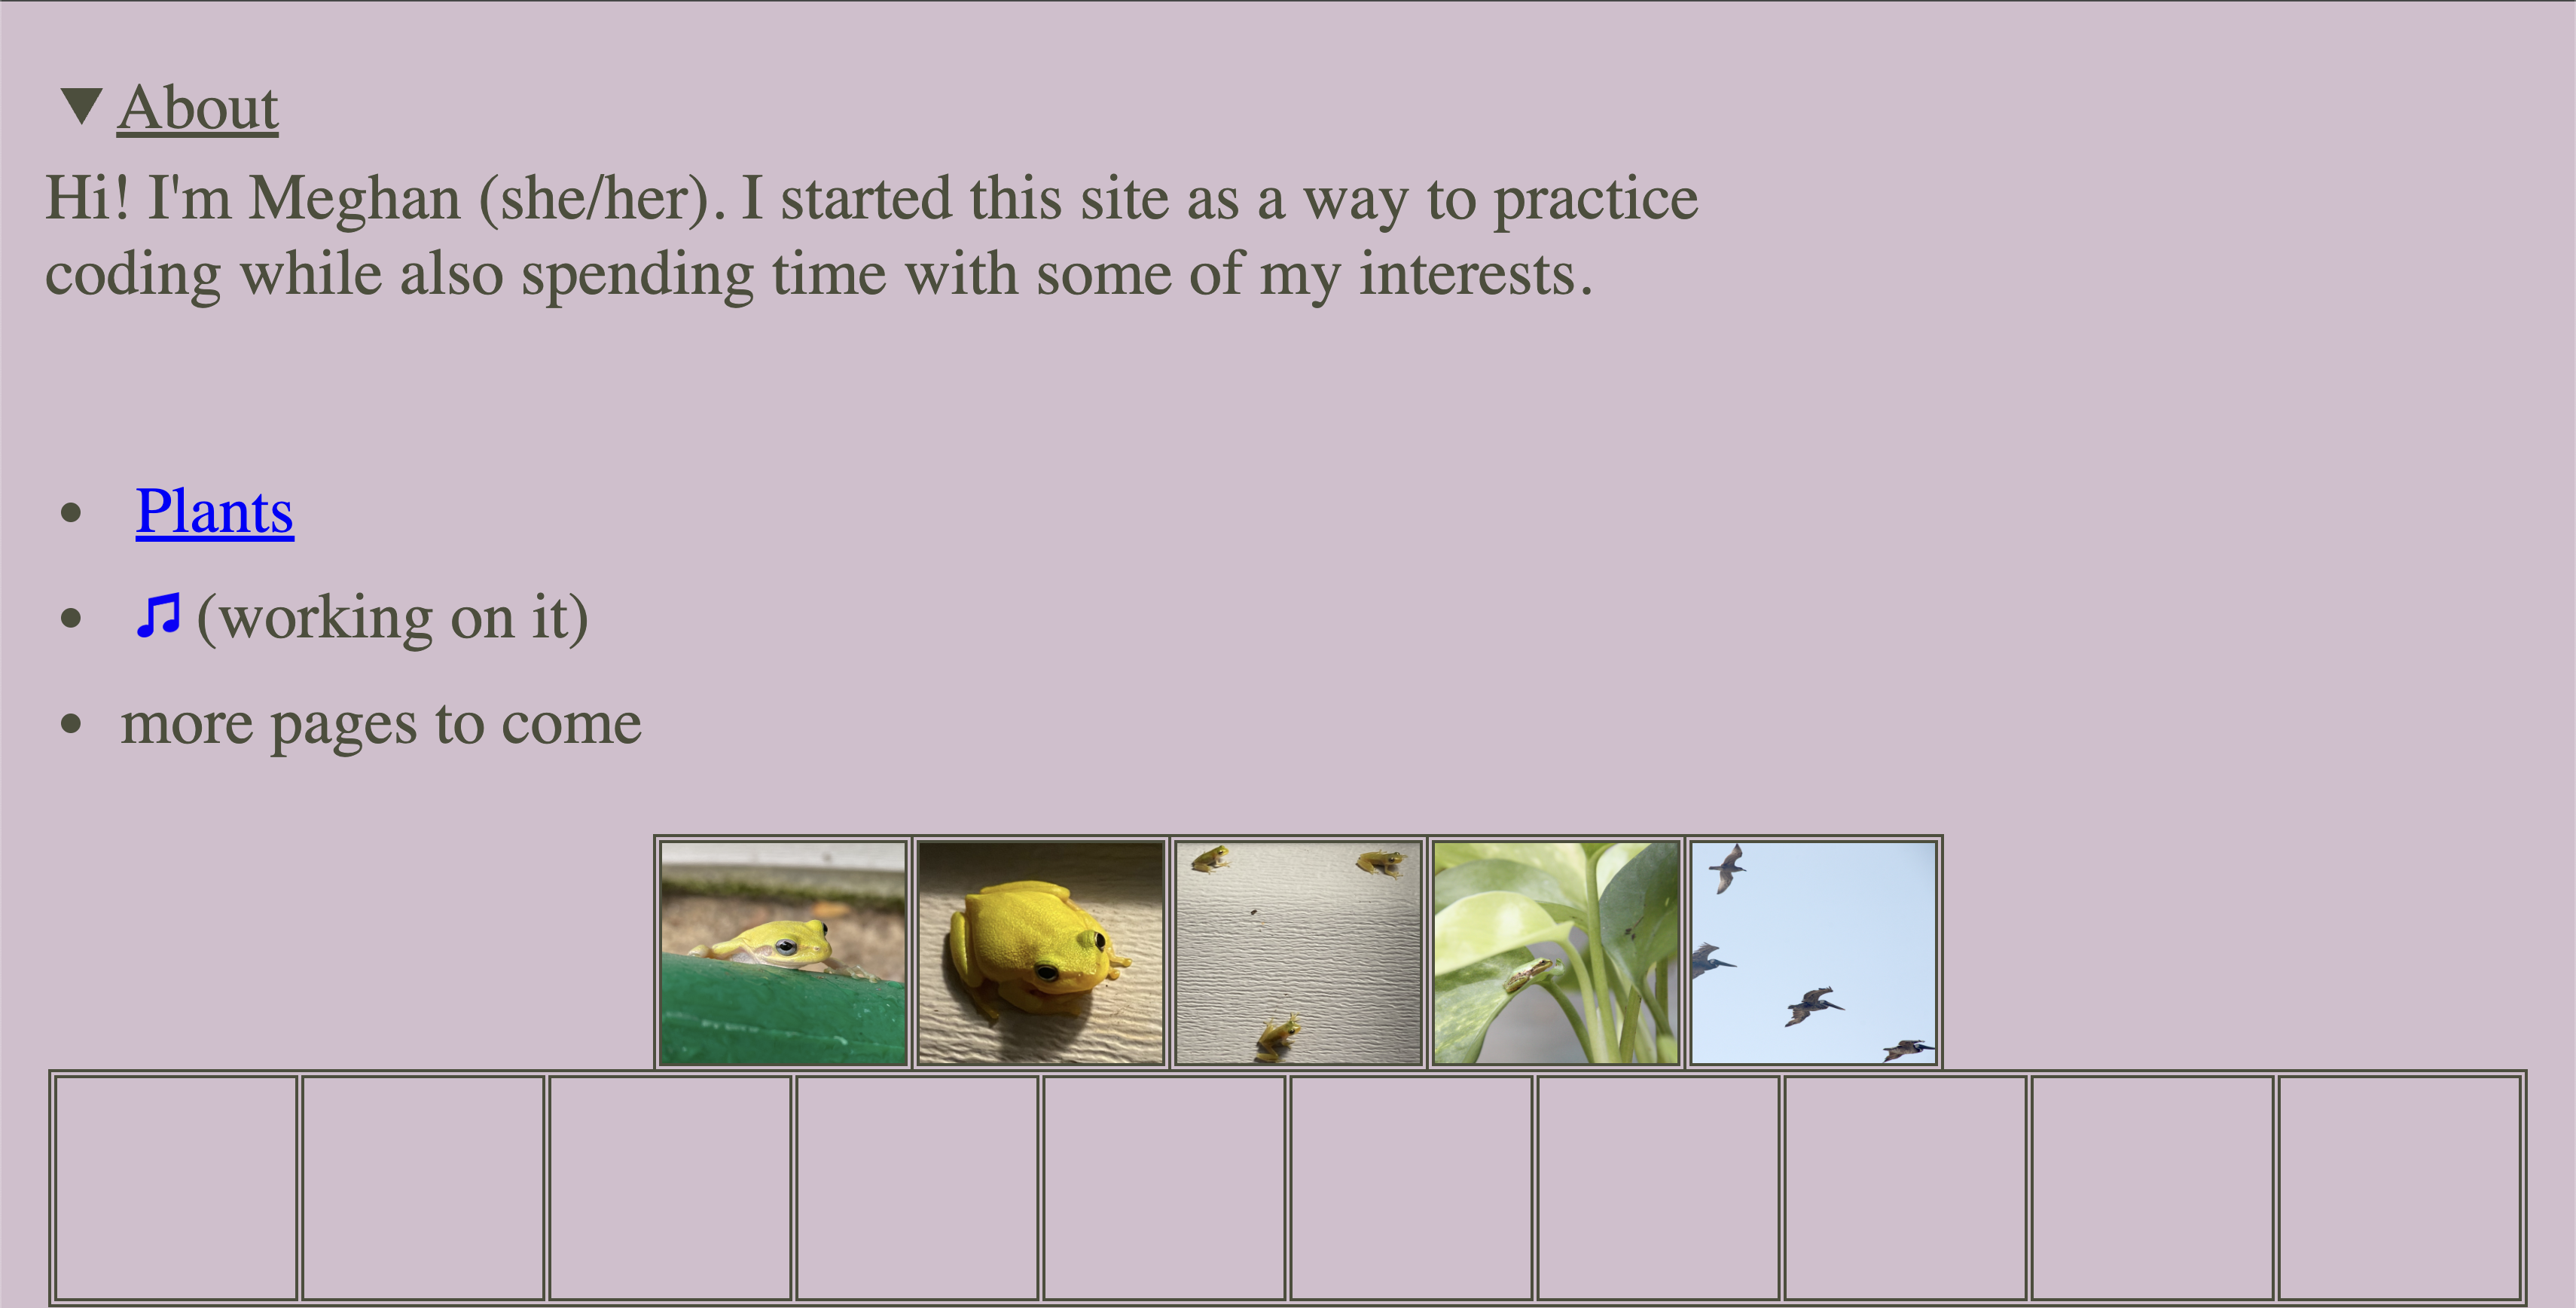 About
Hi! I'm Meghan (she/her). I started this site as a way to practice
coding while also spending time with some of my interests.
Plants
♫ (working on it)
more pages to come